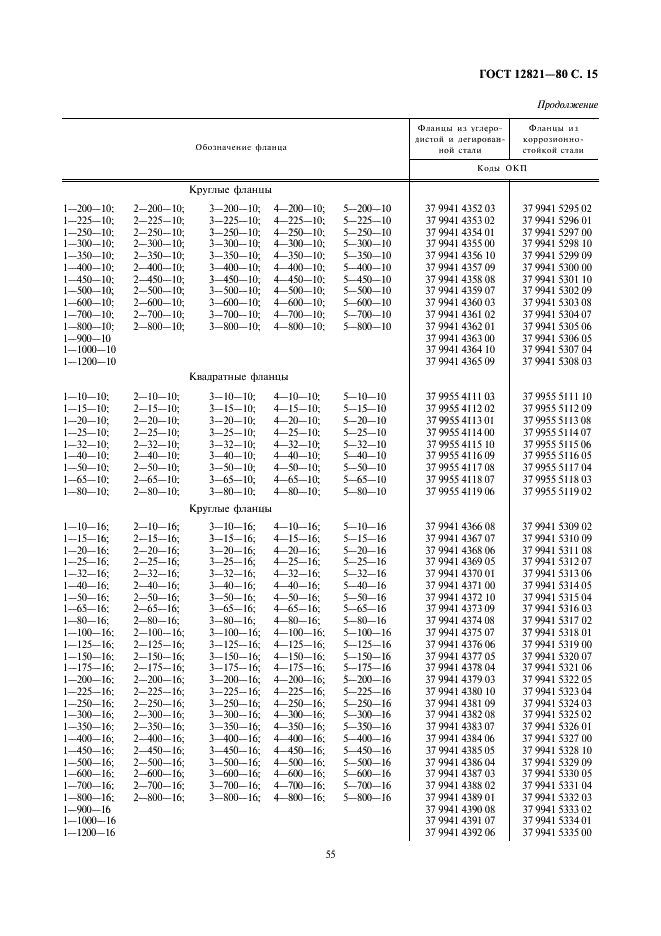 ГОСТ 12821—80 С. 15
Продолжение
Обозначение фланца
Фланцы из углеро-
дистой и легирован-
ной стали
Фланцы из
коррозионно-
стойкой стали
Коды ОКП
Круглые фланцы
1—200—10; 2—200—10; 3—200—10; 4—200—10; 5—200—10 37 9941 4352 03 37 9941 5295 02
1—225—10; 2—225—10; 3—225—10; 4—225—10; 5—225—10 37 9941 4353 02 37 9941 5296 01
1—250—10; 2—250—10; 3—250—10; 4—250—10; 5—250—10 37 9941 4354 01 37 9941 5297 00
1—300—10; 2—300—10; 3—300—10; 4—300—10; 5—300—10 37 9941 4355 00 37 9941 5298 10
1—350—10; 2—350—10; 3—350—10; 4—350—10; 5—350—10 37 9941 4356 10 37 9941 5299 09
1—400—10; 2—400—10; 3—400—10; 4—400—10; 5—400—10 37 9941 4357 09 37 9941 5300 00
1—450—10; 2—450—10; 3—450—10; 4—450—10; 5—450—10 37 9941 4358 08 37 9941 5301 10
1—500—10; 2—500—10; 3—500—10; 4—500—10; 5—500—10 37 9941 4359 07 37 9941 5302 09
1—600—10; 2—600—10; 3—600—10; 4—600—10; 5—600—10 37 9941 4360 03 37 9941 5303 08
1—700—10; 2—700—10; 3—700—10; 4—700—10; 5—700—10 37 9941 4361 02 37 9941 5304 07
1—800—10; 2—800—10; 3—800—10; 4—800—10; 5—800—10 37 9941 4362 01 37 9941 5305 06
1—900—10 37 9941 4363 00 37 9941 5306 05
1—1000—10 37 9941 4364 10 37 9941 5307 04
1—1200—10 37 9941 4365 09 37 9941 5308 03
Квадратные фланцы
1—10—10; 2—10—10; 3—10—10; 4—10—10; 5—10—10 37 9955 4111 03 37 9955 5111 10
1—15—10; 2—15—10; 3—15—10; 4—15—10; 5—15—10 37 9955 4112 02 37 9955 5112 09
1—20—10; 2—20—10; 3—20—10; 4—20—10; 5—20—10 37 9955 4113 01 37 9955 5113 08
1—25—10; 2—25—10; 3—25—10; 4—25—10; 5—25—10 37 9955 4114 00 37 9955 5114 07
1—32—10; 2—32—10; 3—32—10; 4—32—10; 5—32—10 37 9955 4115 10 37 9955 5115 06
1—40—10; 2—40—10; 3—40—10; 4—40—10; 5—40—10 37 9955 4116 09 37 9955 5116 05
1—50—10; 2—50—10; 3—50—10; 4—50—10; 5—50—10 37 9955 4117 08 37 9955 5117 04
1—65—10; 2—65—10; 3—65—10; 4—65—10; 5—65—10 37 9955 4118 07 37 9955 5118 03
1—80—10; 2—80—10; 3—80—10; 4—80—10; 5—80—10 37 9955 4119 06 37 9955 5119 02
Круглые фланцы
1—10—16; 2—10—16; 3—10—16; 4—10—16; 5—10—16 37 9941 4366 08 37 9941 5309 02
1—15—16; 2—15—16; 3—15—16; 4—15—16; 5—15—16 37 9941 4367 07 37 9941 5310 09
1—20—16; 2—20—16; 3—20—16; 4—20—16; 5—20—16 37 9941 4368 06 37 9941 5311 08
1—25—16; 2—25—16; 3—25—16; 4—25—16; 5—25—16 37 9941 4369 05 37 9941 5312 07
1—32—16; 2—32—16; 3—32—16; 4—32—16; 5—32—16 37 9941 4370 01 37 9941 5313 06
1—40—16; 2—40—16; 3—40—16; 4—40—16; 5—40—16 37 9941 4371 00 37 9941 5314 05
1—50—16; 2—50—16; 3—50—16; 4—50—16; 5—50—16 37 9941 4372 10 37 9941 5315 04
1—65—16; 2—65—16; 3—65—16; 4—65—16; 5—65—16 37 9941 4373 09 37 9941 5316 03
1—80—16; 2—80—16; 3—80—16; 4—80—16; 5—80—16 37 9941 4374 08 37 9941 5317 02
1—100—16; 2—100—16; 3—100—16; 4—100—16; 5—100—16 37 9941 4375 07 37 9941 5318 01
1—125—16; 2—125—16; 3—125—16; 4—125—16; 5—125—16 37 9941 4376 06 37 9941 5319 00
1—150—16; 2—150—16; 3—150—16; 4—150—16; 5—150—16 37 9941 4377 05 37 9941 5320 07
1—175—16; 2—175—16; 3—175—16; 4—175—16; 5—175—16 37 9941 4378 04 37 9941 5321 06
1—200—16; 2—200—16; 3—200—16; 4—200—16; 5—200—16 37 9941 4379 03 37 9941 5322 05
1—225—16; 2—225—16; 3—225—16; 4—225—16; 5—225—16 37 9941 4380 10 37 9941 5323 04
1—250—16; 2—250—16; 3—250—16; 4—250—16; 5—250—16 37 9941 4381 09 37 9941 5324 03
1—300—16; 2—300—16; 3—300—16; 4—300—16; 5—300—16 37 9941 4382 08 37 9941 5325 02
1—350—16; 2—350—16; 3—350—16; 4—350—16; 5—350—16 37 9941 4383 07 37 9941 5326 01
1—400—16; 2—400—16; 3—400—16; 4—400—16; 5—400—16 37 9941 4384 06 37 9941 5327 00
1—450—16; 2—450—16; 3—450—16; 4—450—16; 5—450—16 37 9941 4385 05 37 9941 5328 10
1—500—16; 2—500—16; 3—500—16; 4—500—16; 5—500—16 37 9941 4386 04 37 9941 5329 09
1—600—16; 2—600—16; 3—600—16; 4—600—16; 5—600—16 37 9941 4387 03 37 9941 5330 05
1—700—16; 2—700—16; 3—700—16; 4—700—16; 5—700—16 37 9941 4388 02 37 9941 5331 04
1—800—16; 2—800—16; 3—800—16; 4—800—16; 5—800—16 37 9941 4389 01 37 9941 5332 03
1—900—16 37 9941 4390 08 37 9941 5333 02
1—1000—16 37 9941 4391 07 37 9941 5334 01
1—1200—16 37 9941 4392 06 37 9941 5335 00
55